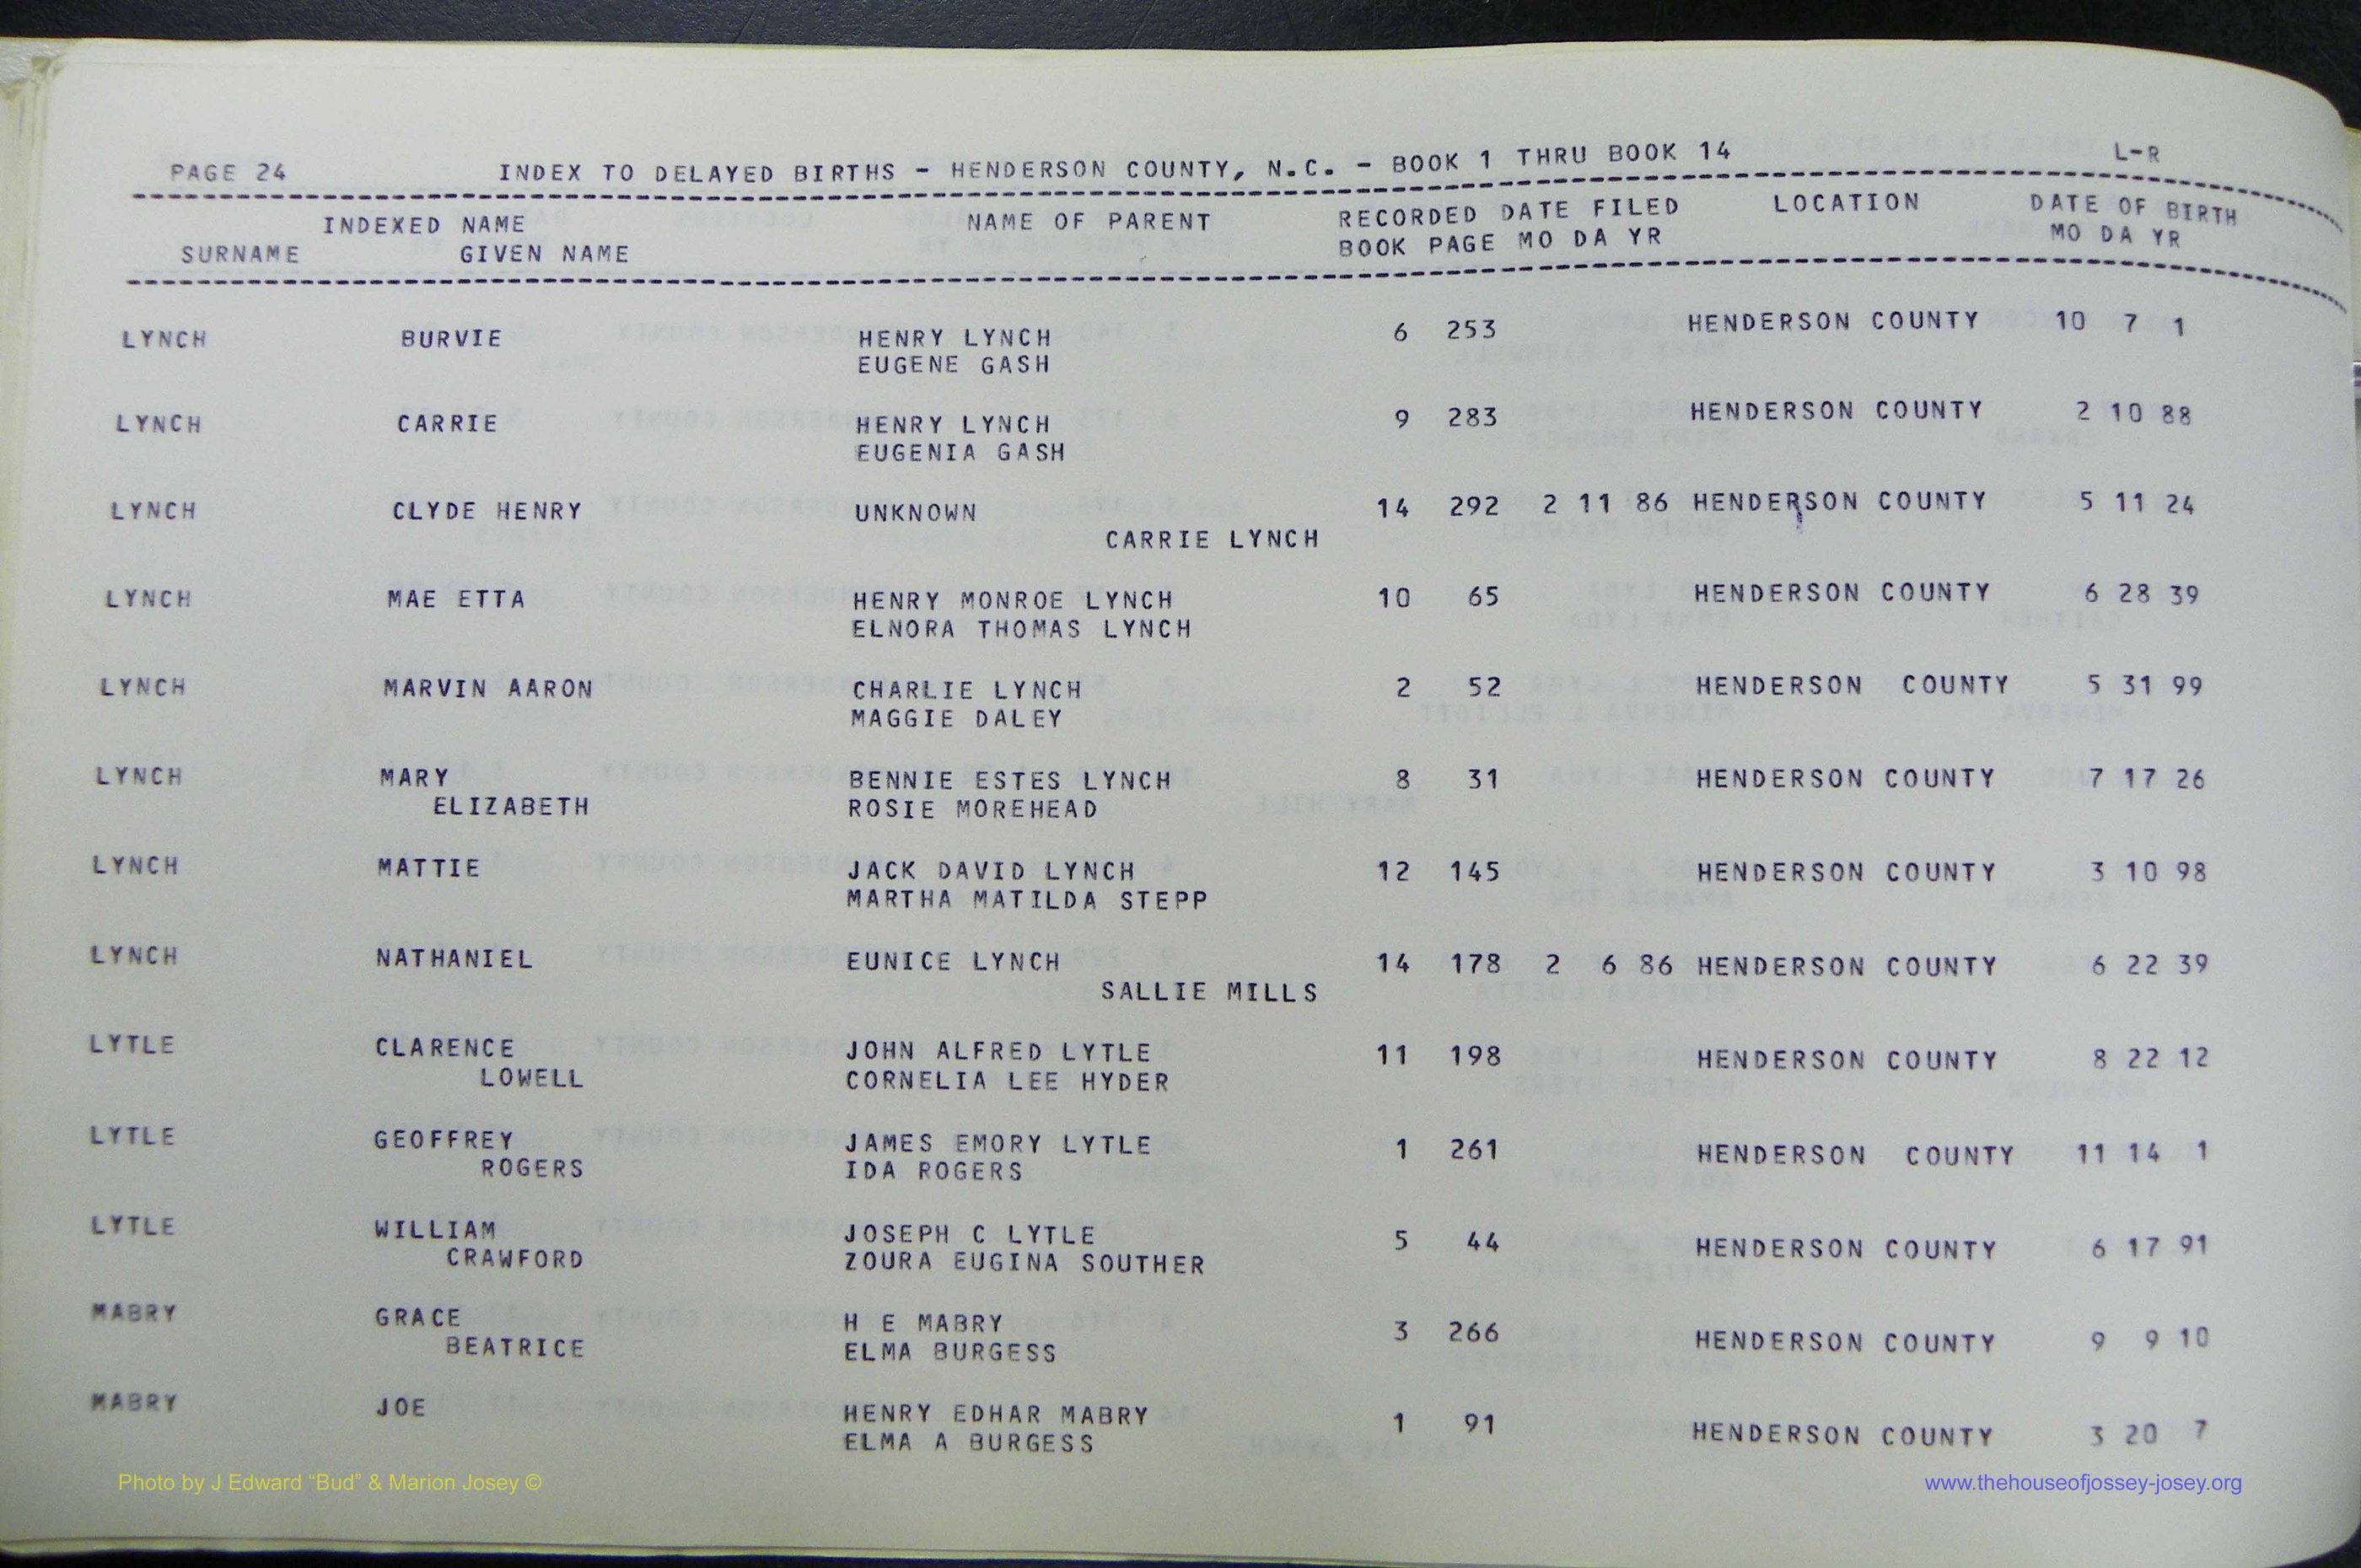 PAGE 24 INDEX TO DELAYED BIRTHS - HENDERSON COUNTY, N.C. - BOOK 1 THRU BOOK 14 L-R
INDEXED NAME NAME OF PARENT RECORDED DATE FILED LOCATION DATE OF BIRTH
SURNAME GIVEN NAME BOOK PAGE MO DA YR MO DA YR
LYNCH BURVIE HENRY LYNCH 6 253 HENDERSON COUNTY 10 7 1
EUGENE GASH
LYNCH CARRIE HENRY LYNCH 9 283 HENDERSON COUNTY 2 10 88
EUGENIA GASH
LYNCH CLYDE HENRY UNKNOWN 14 292 2 11 86 HENDERSON COUNTY 5 11 24
CARRIE LYNCH
LYNCH MAE ETTA HENRY MONROE LYNCH 10 65 HENDERSON COUNTY 6 28 39
ELNORA THOMAS LYNCH
LYNCH MARVIN AARON CHARLIE LYNCH 2 52 HENDERSON COUNTY 5 31 99
MAGGIE DALEY
LYNCH MARY BENNIE ESTES LYNCH 8 31 HENDERSON COUNTY 7 17 26
ELIZABETH ROSIE MOREHEAD
LYNCH MATTIE JACK DAVID LYNCH 12 145 HENDERSON COUNTY 3 10 98
MARTHA MATILDA STEPP
LYNCH NATHANIEL EUNICE LYNCH 14 178 2 6 86 HENDERSON COUNTY 6 22 39
SALLIE MILLS
LYTLE CLARENCE JOHN ALFRED LYTLE 11 198 HENDERSON COUNTY 8 22 12
LOWELL CORNELIA LEE HYDER
LYTLE GEOFFREY JAMES EMORY LYTLE 1 261 HENDERSON COUNTY 11 14 1
ROGERS IDA ROGERS
LYTLE WILLIAM JOSEPH C LYTLE 5 44 HENDERSON COUNTY 6 17 91
CRAWFORD ZOURA EUGINA SOUTHER
MABRY GRACE H E MABRY 3 266 HENDERSON COUNTY 9 9 10
BEATRICE ELMA BURGESS
MABRY JOE HENRY EDHAR MABRY 1 91 HENDERSON COUNTY 3 20 7
ELMA A BURGESS
Photo by J Edward “Bud” & Marion Josey © www.thehouseofjossey-josey.org